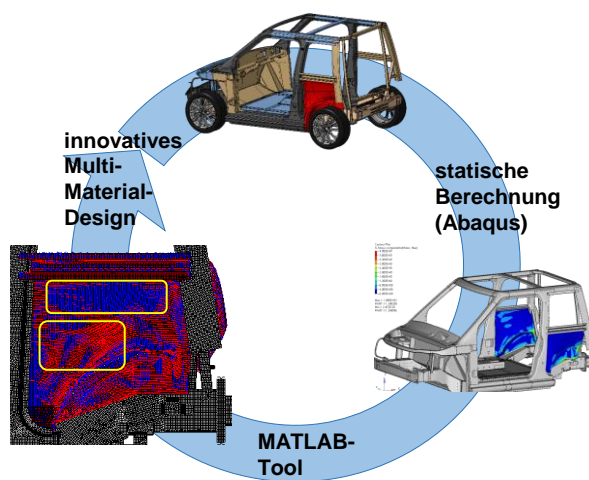 innovatives
Multi-
Material-
Design
statische
Berechnung
(Abaqus)
MATLAB-
Tool